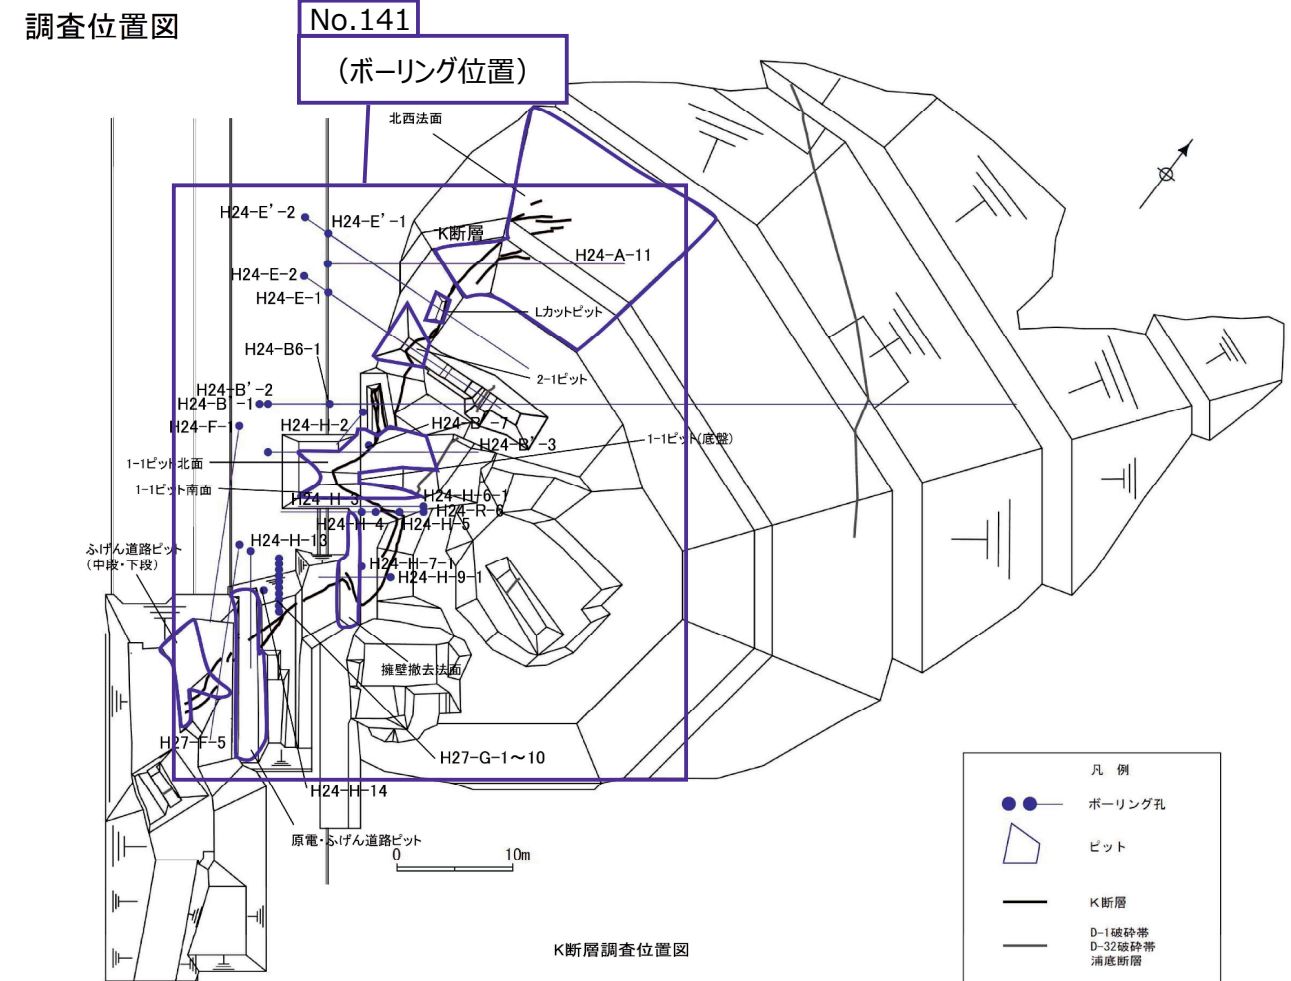 調査位置図
No.141
（ボーリング位置）
北西法面
H24-E'-2
H24-E'-1
K断層
H24-A-11
H24-E-2
H24-E-1
Lカットピット
H24-B6-1
2-1ピット
H24-B'-2
H24-B'-1
H24-F-1
H24-H-2
H24-B'-7
H24-B'-3
1-1ピット(底盤)
1-1ピット北面
1-1ピット南面
H24-H-3
H24-H-6-1
H24-R-6
H24-H-4
H24-H-5
H24-H-13
ふげん道路ピット
(中段・下段)
H24-H-7-1
H24-H-9-1
擁壁撤去法面
H27-F-5
H27-G-1～10
H24-H-14
原電・ふげん道路ピット
0
10m
K断層調査位置図
凡 例
ボーリング孔
ピット
K断層
D-1破砕帯
D-32破砕帯
浦底断層